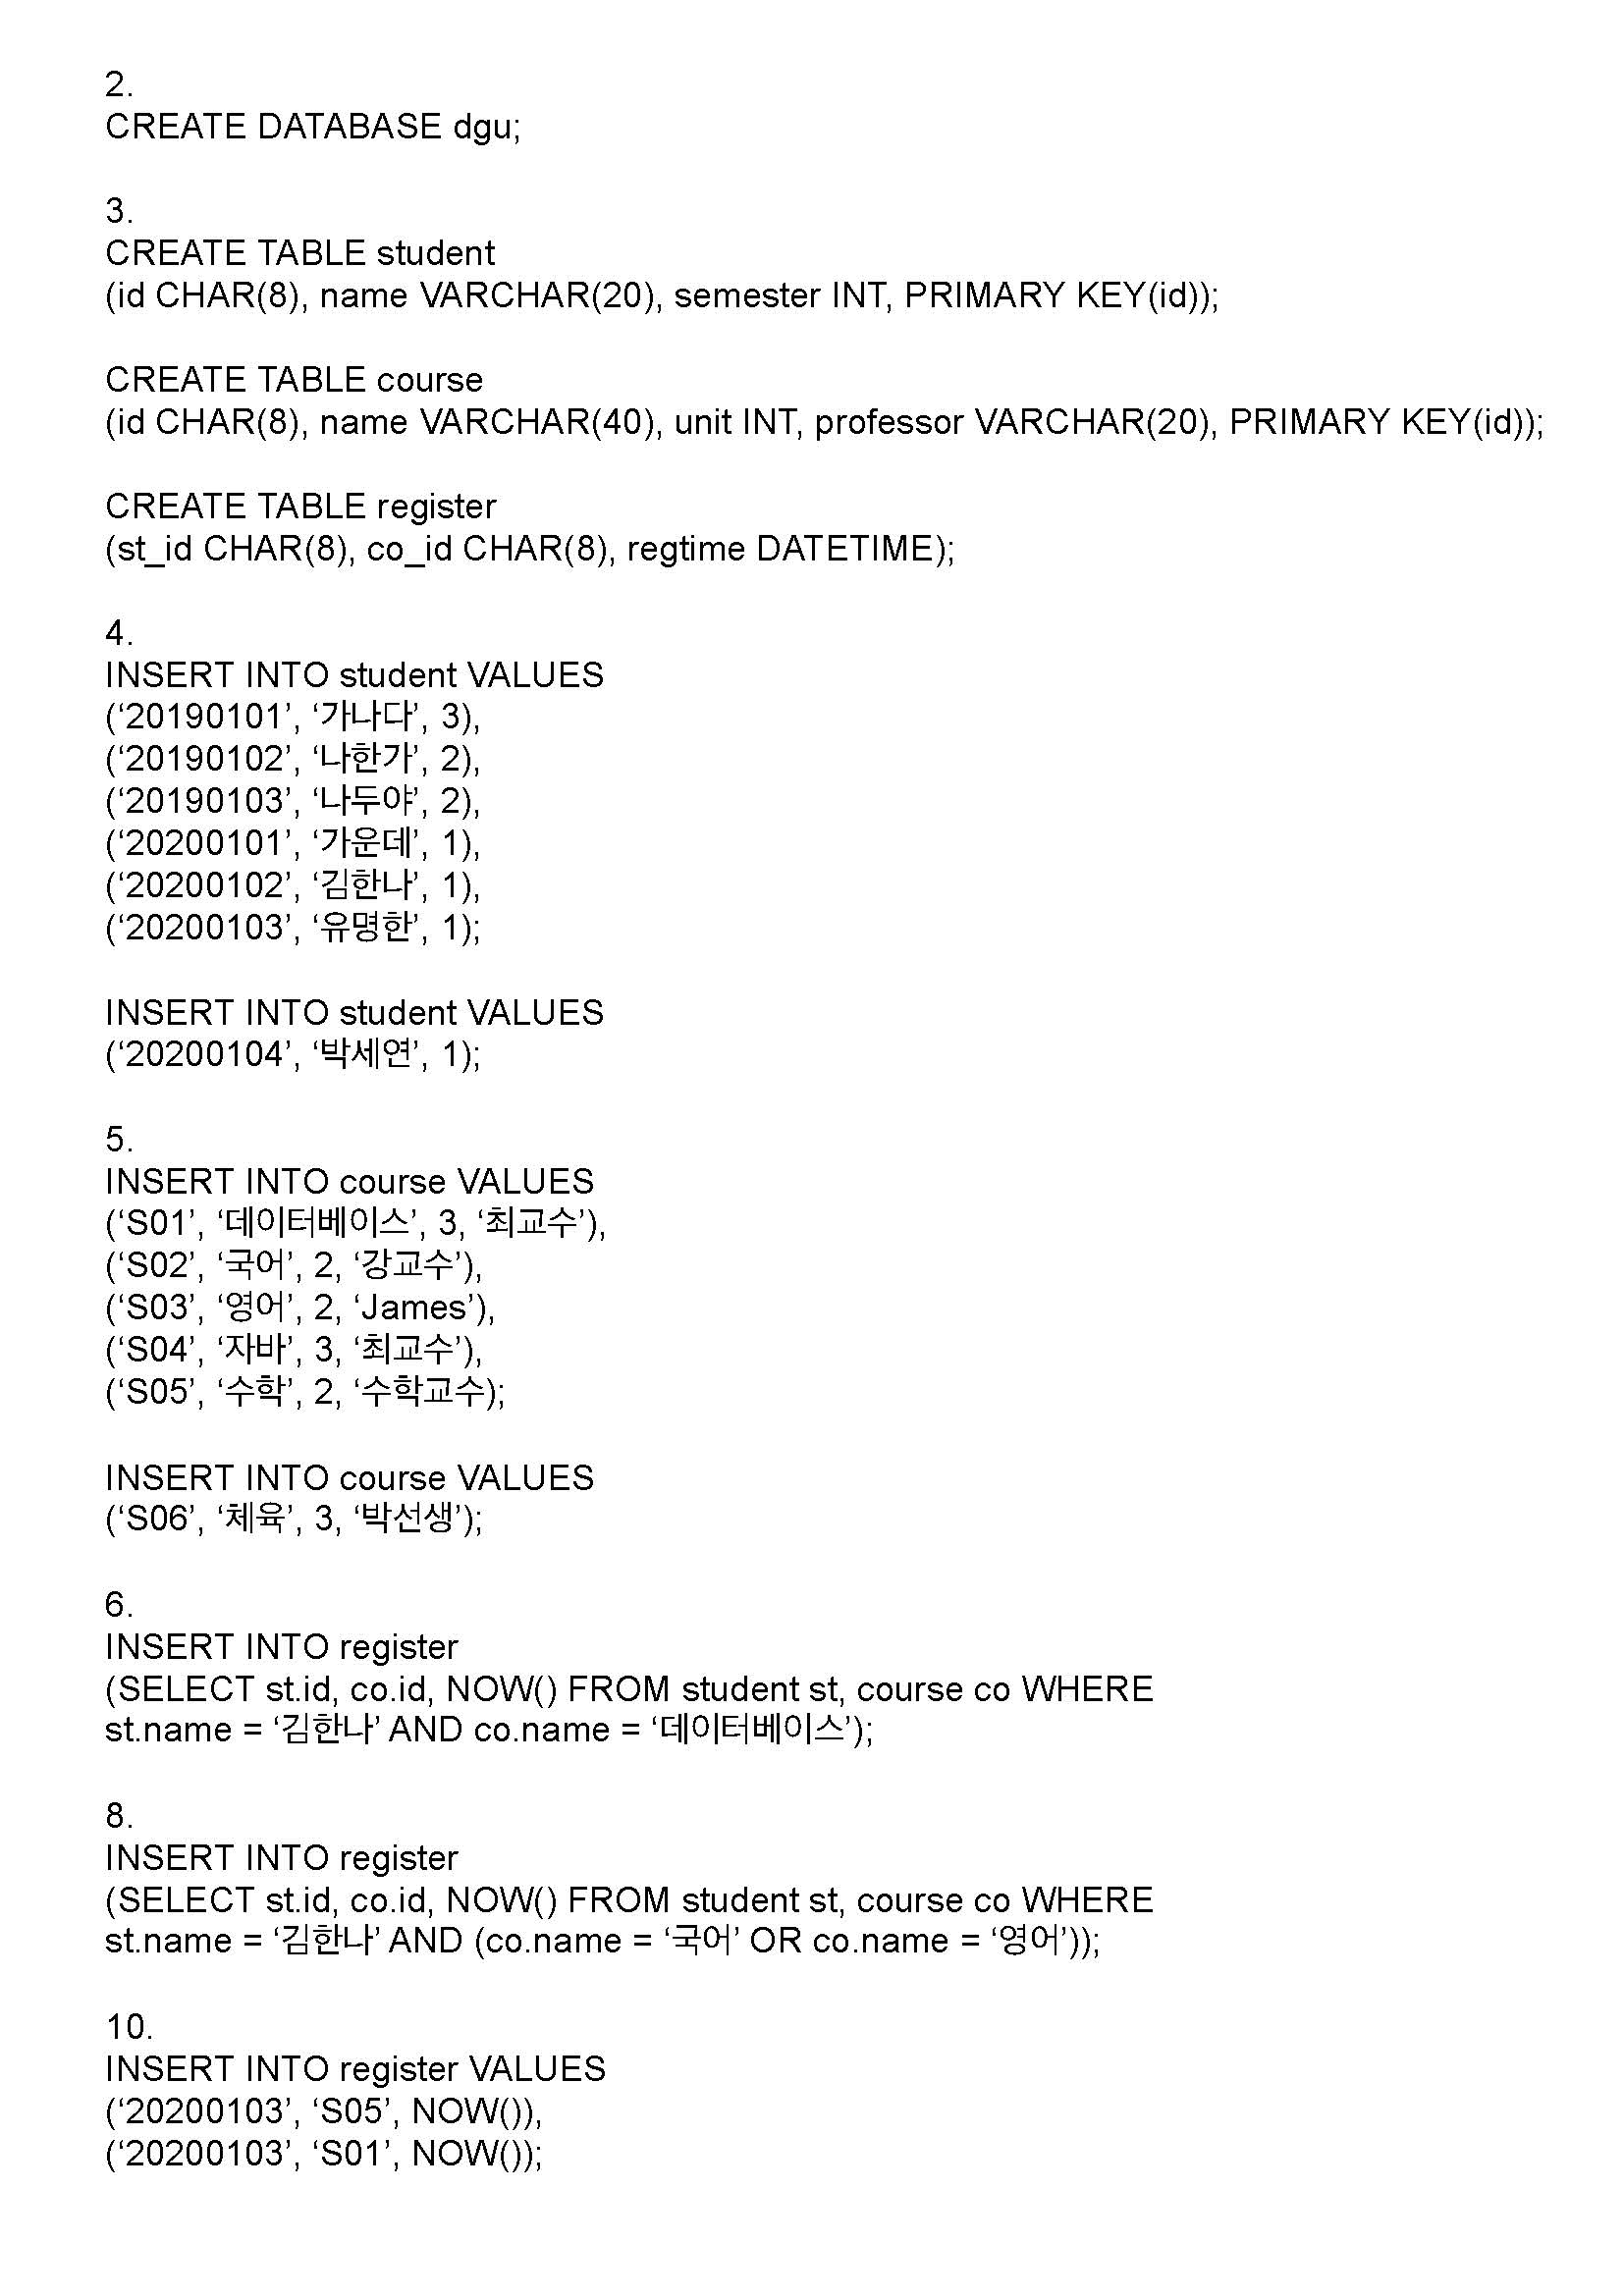 2.
CREATE DATABASE dgu;
3.
CREATE TABLE student
(id CHAR(8), name VARCHAR(20), semester INT, PRIMARY KEY(id));
CREATE TABLE course
(id CHAR(8), name VARCHAR(40), unit INT, professor VARCHAR(20), PRIMARY KEY(id));
CREATE TABLE register
(st_id CHAR(8), co_id CHAR(8), regtime DATETIME);
4.
INSERT INTO student VALUES
(‘20190101’, ‘가나다’, 3),
(‘20190102’, ‘나한가’, 2),
(‘20190103’, ‘나두야’, 2),
(‘20200101’, ‘가운데’, 1),
(‘20200102’, ‘김한나’, 1),
(‘20200103’, ‘유명한’, 1);
INSERT INTO student VALUES
(‘20200104’, ‘박세연’, 1);
5.
INSERT INTO course VALUES
(‘S01’, ‘데이터베이스’, 3, ‘최교수’),
(‘S02’, ‘국어’, 2, ‘강교수’),
(‘S03’, ‘영어’, 2, ‘James’),
(‘S04’, ‘자바’, 3, ‘최교수’),
(‘S05’, ‘수학’, 2, ‘수학교수);
INSERT INTO course VALUES
(‘S06’, ‘체육’, 3, ‘박선생’);
6.
INSERT INTO register
(SELECT st.id, co.id, NOW() FROM student st, course co WHERE
st.name = ‘김한나’ AND co.name = ‘데이터베이스’);
8.
INSERT INTO register
(SELECT st.id, co.id, NOW() FROM student st, course co WHERE
st.name = ‘김한나’ AND (co.name = ‘국어’ OR co.name = ‘영어’));
10.
INSERT INTO register VALUES
(‘20200103’, ‘S05’, NOW()),
(‘20200103’, ‘S01’, NOW());